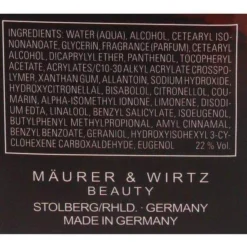 INGREDIENTS: WATER (AQUA), ALCOHOL, CETEARYL ISO-
NONANOATE, GLYCERIN, FRAGRANCE (PARFUM), CETEARYL
ALCOHOL, DICAPRYLYL ETHER, PANTHENOL, TOCOPHERYL
ACETATE, ACRYLATES/C10-30 ALKYL ACRYLATE CROSSPO-
LYMER, XANTHAN GUM, ALLANTOIN, SODIUM HYDROXIDE,
HYDROXYCITRONELLAL, BISABOLOL, CITRONELLOL, COU-
MARIN, ALPHA-ISOMETHYL IONONE, LIMONENE, DISODI-
UM EDTA, LINALOOL, BENZYL SALICYLATE, ISOEUGENOL,
BUTYLPHENYL METHYLPROPIONAL, AMYL CINNAMAL,
BENZYL BENZOATE, GERANIOL, HYDROXYISOHEXYL 3-CY-
CLOHEXENE CARBOXALDEHYDE, EUGENOL 22 % Vol.
MÄURER & WIRTZ
BEAUTY
STOLBERG/RHLD. · GERMANY
MADE IN GERMANY